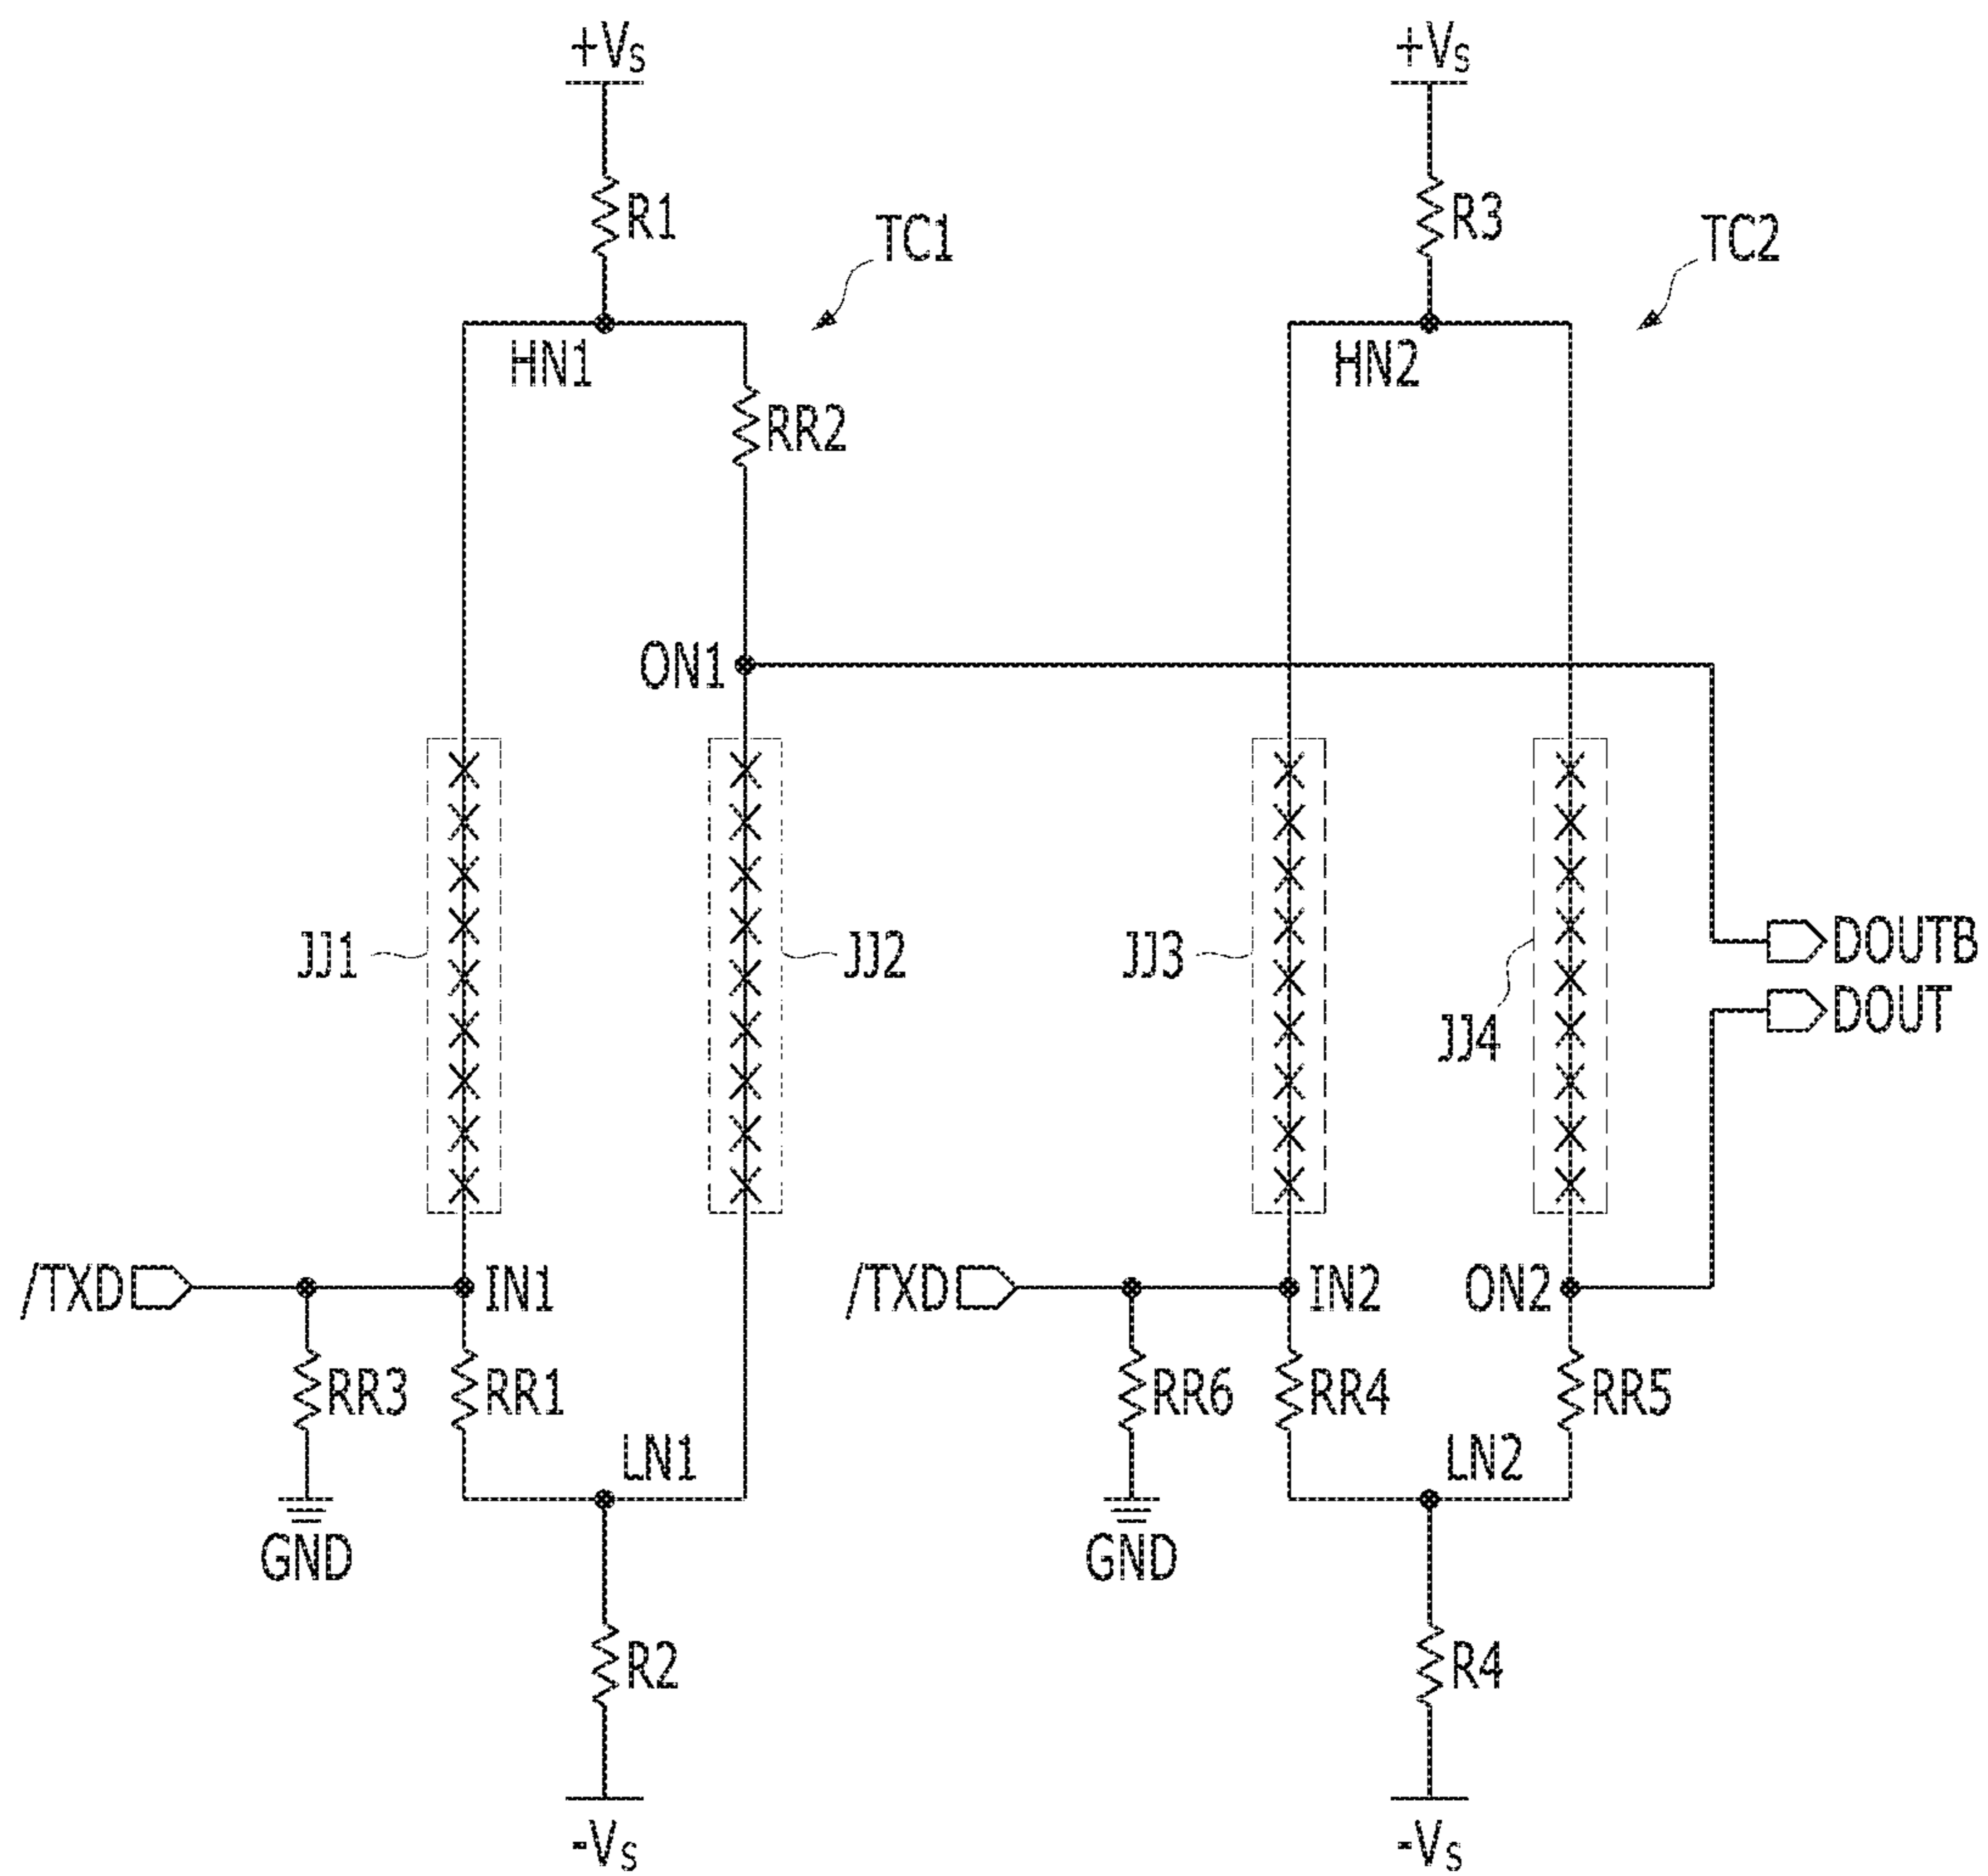 +VS +VS
R1 R3
TC1 TC2
HN1 HN2
RR2
ON1
JJ1 JJ2 JJ3 JJ4
DOUTB
DOUT
/TXD IN1 /TXD IN2 ON2
RR3 RR1 RR6 RR4 RR5
LN1 LN2
GND GND
R2 R4
-VS -VS